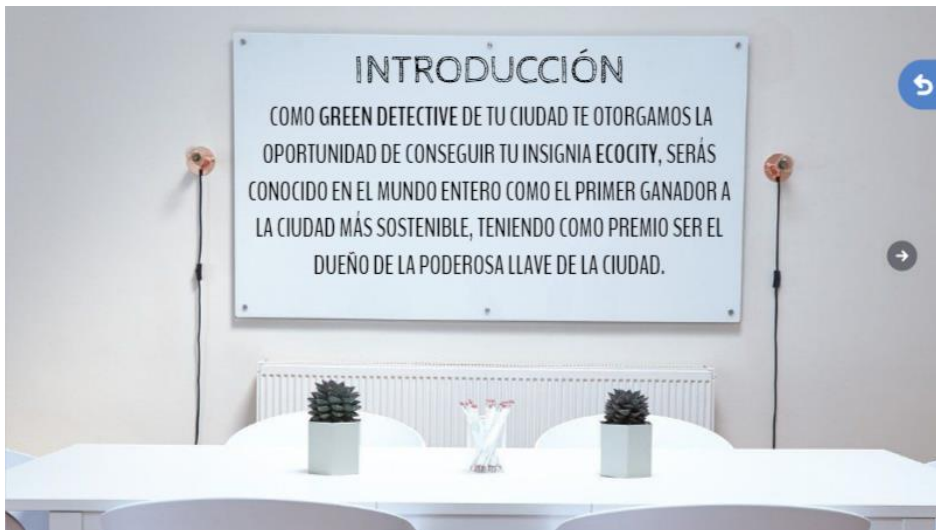 INTRODUCCIÓN
COMO GREEN DETECTIVE DE TU CIUDAD TE OTORGAMOS LA
OPORTUNIDAD DE CONSEGUIR TU INSIGNIA ECOCITY, SERÁS
CONOCIDO EN EL MUNDO ENTERO COMO EL PRIMER GANADOR A
LA CIUDAD MÁS SOSTENIBLE, TENIENDO COMO PREMIO SER EL
DUEÑO DE LA PODEROSA LLAVE DE LA CIUDAD.